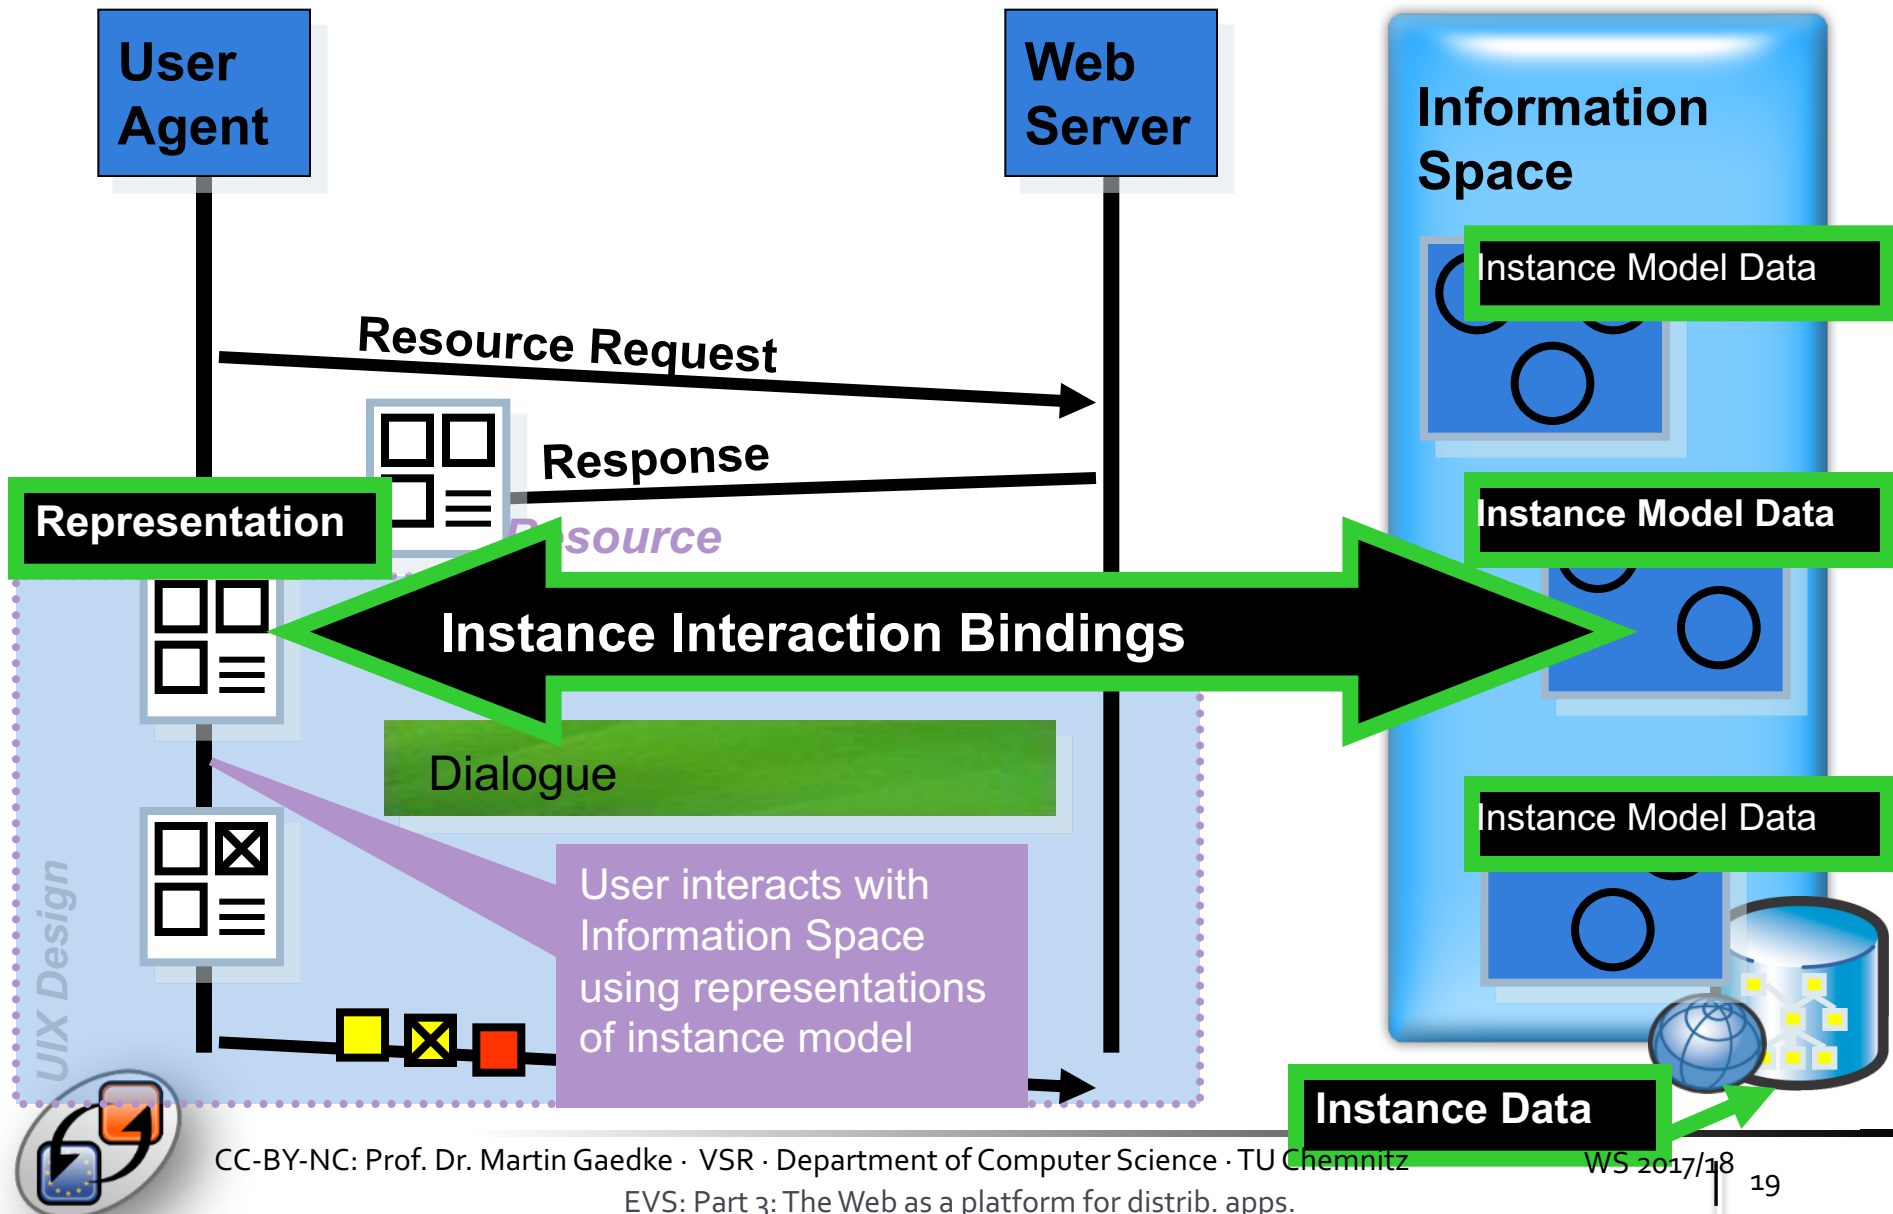 User
Agent
Web
Server
Information
Space
Instance Model Data
Resource Request
Response
Representation
Resource
Instance Model Data
Instance Interaction Bindings
Dialogue
Instance Model Data
UIX Design
User interacts with
Information Space
using representations
of instance model
Instance Data
CC-BY-NC: Prof. Dr. Martin Gaedke · VSR · Department of Computer Science · TU Chemnitz
WS 2017/18
19
EVS: Part 3: The Web as a platform for distrib. apps.